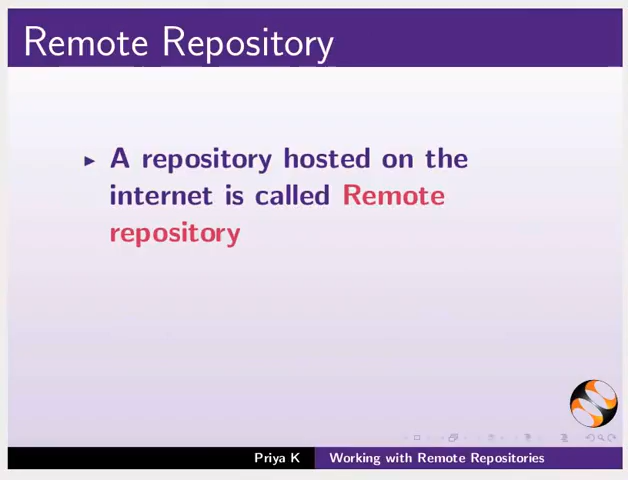 Remote Repository
A repository hosted on the
internet is called Remote
repository
Priya K Working with Remote Repositories